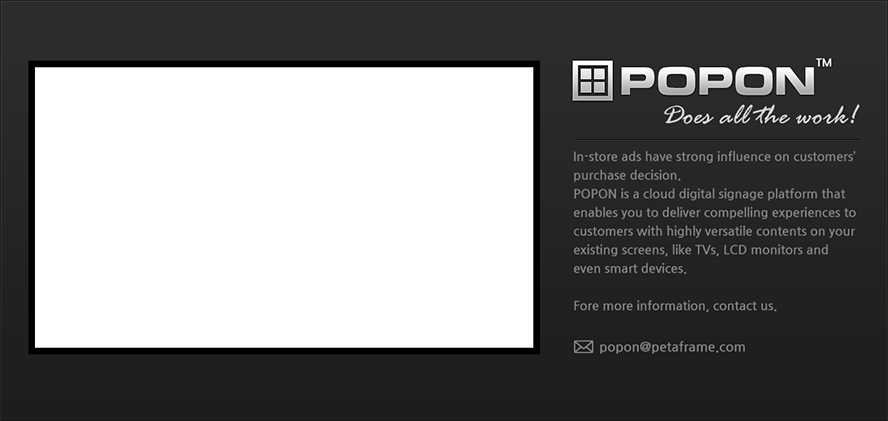 POPON™
Does all the work!
In-store ads have strong influence on customers'
purchase decision.
POPON is a cloud digital signage platform that
enables you to deliver compelling experiences to
customers with highly versatile contents on your
existing screens, like TVs, LCD monitors and
even smart devices.
Fore more information, contact us.
popon@petaframe.com